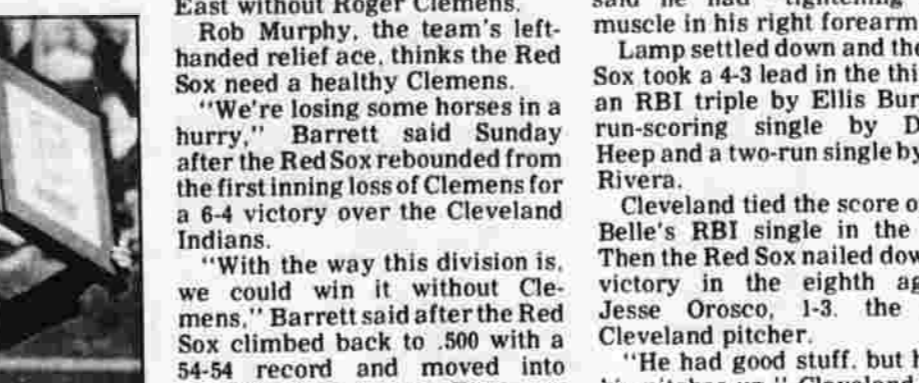 East without Roger Clemens.
Rob Murphy, the team's left-
handed relief ace, thinks the Red
Sox need a healthy Clemens.
"We're losing some horses in a
hurry," Barrett said Sunday
after the Red Sox rebounded from
the first inning loss of Clemens for
a 6-4 victory over the Cleveland
Indians.
"With the way this division is,
we could win it without Cle-
mens," Barrett said after the Red
Sox climbed back to .500 with a
54-54 record and moved into
said he had "tightening
muscle in his right forearm
Lamp settled down and the
Sox took a 4-3 lead in the thi
an RBI triple by Ellis Bur
run-scoring single by D
Heep and a two-run single by
Rivera.
Cleveland tied the score o
Belle's RBI single in the
Then the Red Sox nailed dow
victory in the eighth ag
Jesse Orosco, 1-3, the
Cleveland pitcher.
"He had good stuff, but h
his pitches up," Cleveland